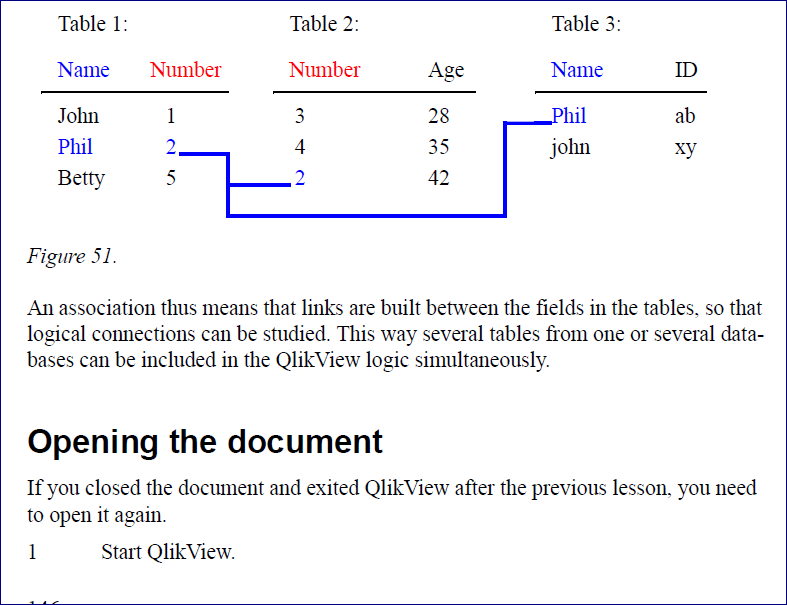 Table 1: Table 2: Table 3:
Name Number Number Age Name ID
John 1 3 28 Phil ab
Phil 2 4 35 john xy
Betty 5 2 42
Figure 51.
An association thus means that links are built between the fields in the tables, so that
logical connections can be studied. This way several tables from one or several data-
bases can be included in the QlikView logic simultaneously.
Opening the document
If you closed the document and exited QlikView after the previous lesson, you need
to open it again.
1 Start QlikView.